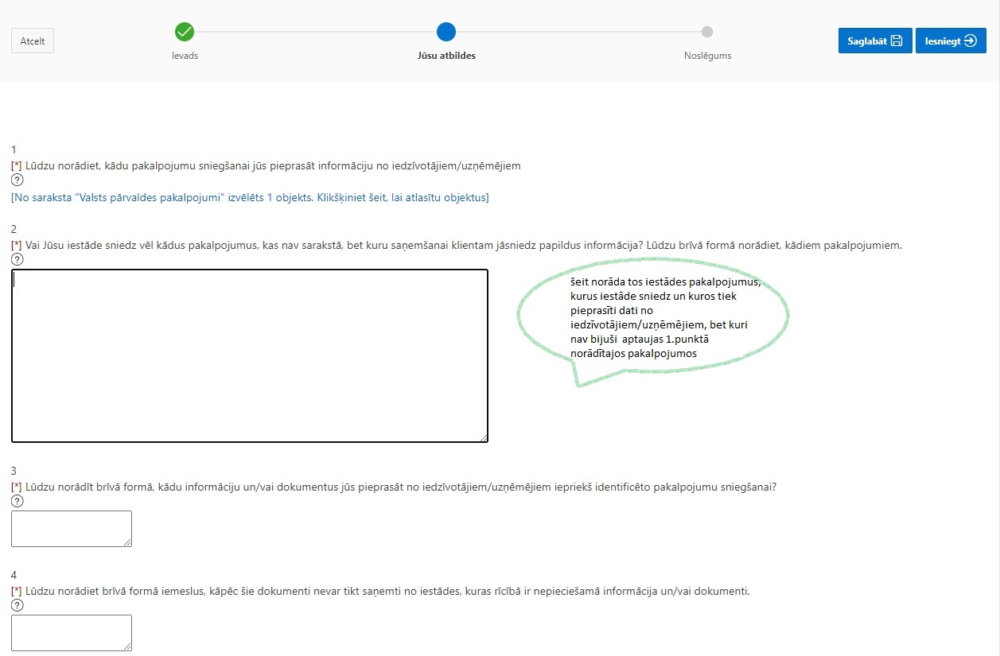 Atcelt
Ievads
Jūsu atbildes
Noslēgums
Saglabāt
Iesniegt
1
[*] Lūdzu norādiet, kādu pakalpojumu sniegšanai jūs pieprasāt informāciju no iedzīvotājiem/uzņēmējiem
?
[No saraksta "Valsts pārvaldes pakalpojumi" izvēlēts 1 objekts. Klikšķiniet šeit, lai atlasītu objektus]
2
[*] Vai Jūsu iestāde sniedz vēl kādus pakalpojumus, kas nav sarakstā, bet kuru saņemšanai klientam jāsniedz papildus informācija? Lūdzu brīvā formā norādiet, kādiem pakalpojumiem.
?
šeit norāda tos iestādes pakalpojumus,
kurus iestāde sniedz un kuros tiek
pieprasīti dati no
iedzīvotājiem/uzņēmējiem, bet kuri
nav bijuši aptaujas 1.punktā
norādītajos pakalpojumos
3
[*] Lūdzu norādīt brīvā formā, kādu informāciju un/vai dokumentus jūs pieprasāt no iedzīvotājiem/uzņēmējiem iepriekš identificēto pakalpojumu sniegšanai?
?
4
[*] Lūdzu norādiet brīvā formā iemeslus, kāpēc šie dokumenti nevar tikt saņemti no iestādes, kuras rīcībā ir nepieciešamā informācija un/vai dokumenti.
?